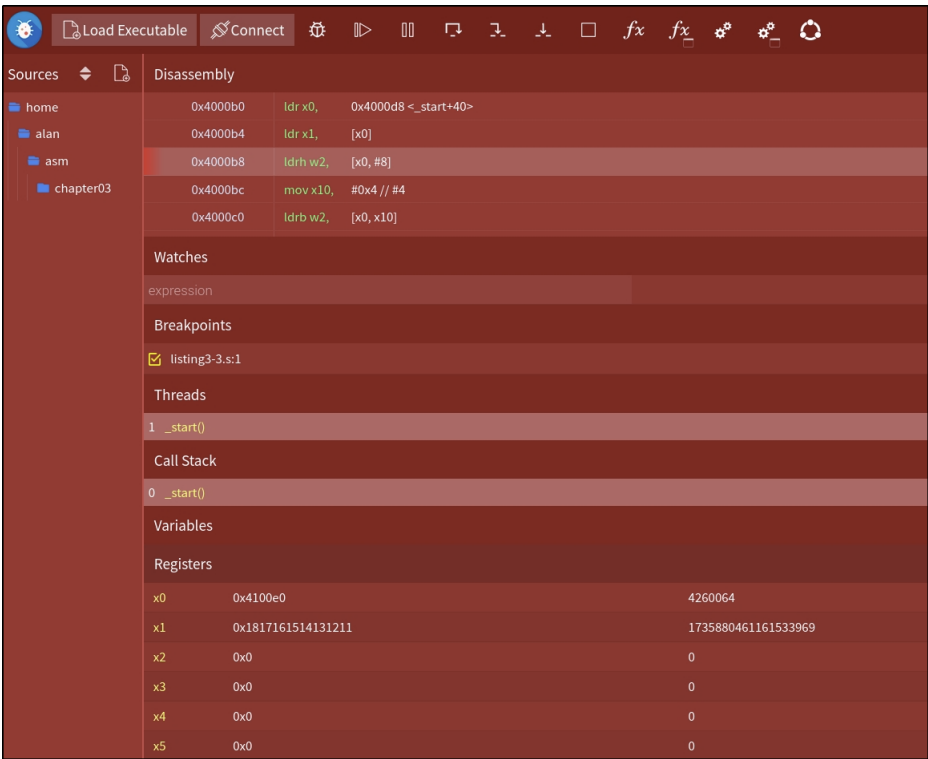 Load Executable Connect fx fx
Sources
home
alan
asm
chapter03
Disassembly
0x4000b0 ldr x0, 0x4000d8 <_start+40>
0x4000b4 ldr x1, [x0]
0x4000b8 ldrh w2, [x0, #8]
0x4000bc mov x10, #0x4 // #4
0x4000c0 ldrb w2, [x0, x10]
Watches
expression
Breakpoints
listing3-3.s:1
Threads
1 _start()
Call Stack
0 _start()
Variables
Registers
x0 0x4100e0 4260064
x1 0x1817161514131211 1735880461161533969
x2 0x0 0
x3 0x0 0
x4 0x0 0
x5 0x0 0